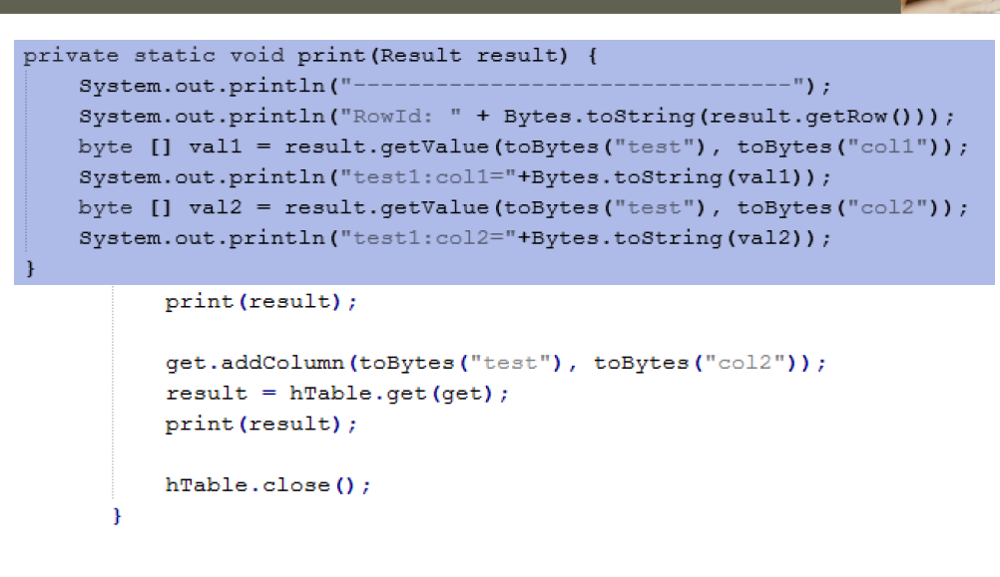 private static void print(Result result) {
System.out.println("--------------------------------");
System.out.println("RowId: " + Bytes.toString(result.getRow()));
byte [] val1 = result.getValue(toBytes("test"), toBytes("col1"));
System.out.println("test1:col1="+Bytes.toString(val1));
byte [] val2 = result.getValue(toBytes("test"), toBytes("col2"));
System.out.println("test1:col2="+Bytes.toString(val2));
}
print(result);
get.addColumn(toBytes("test"), toBytes("col2"));
result = hTable.get(get);
print(result);
hTable.close();
}